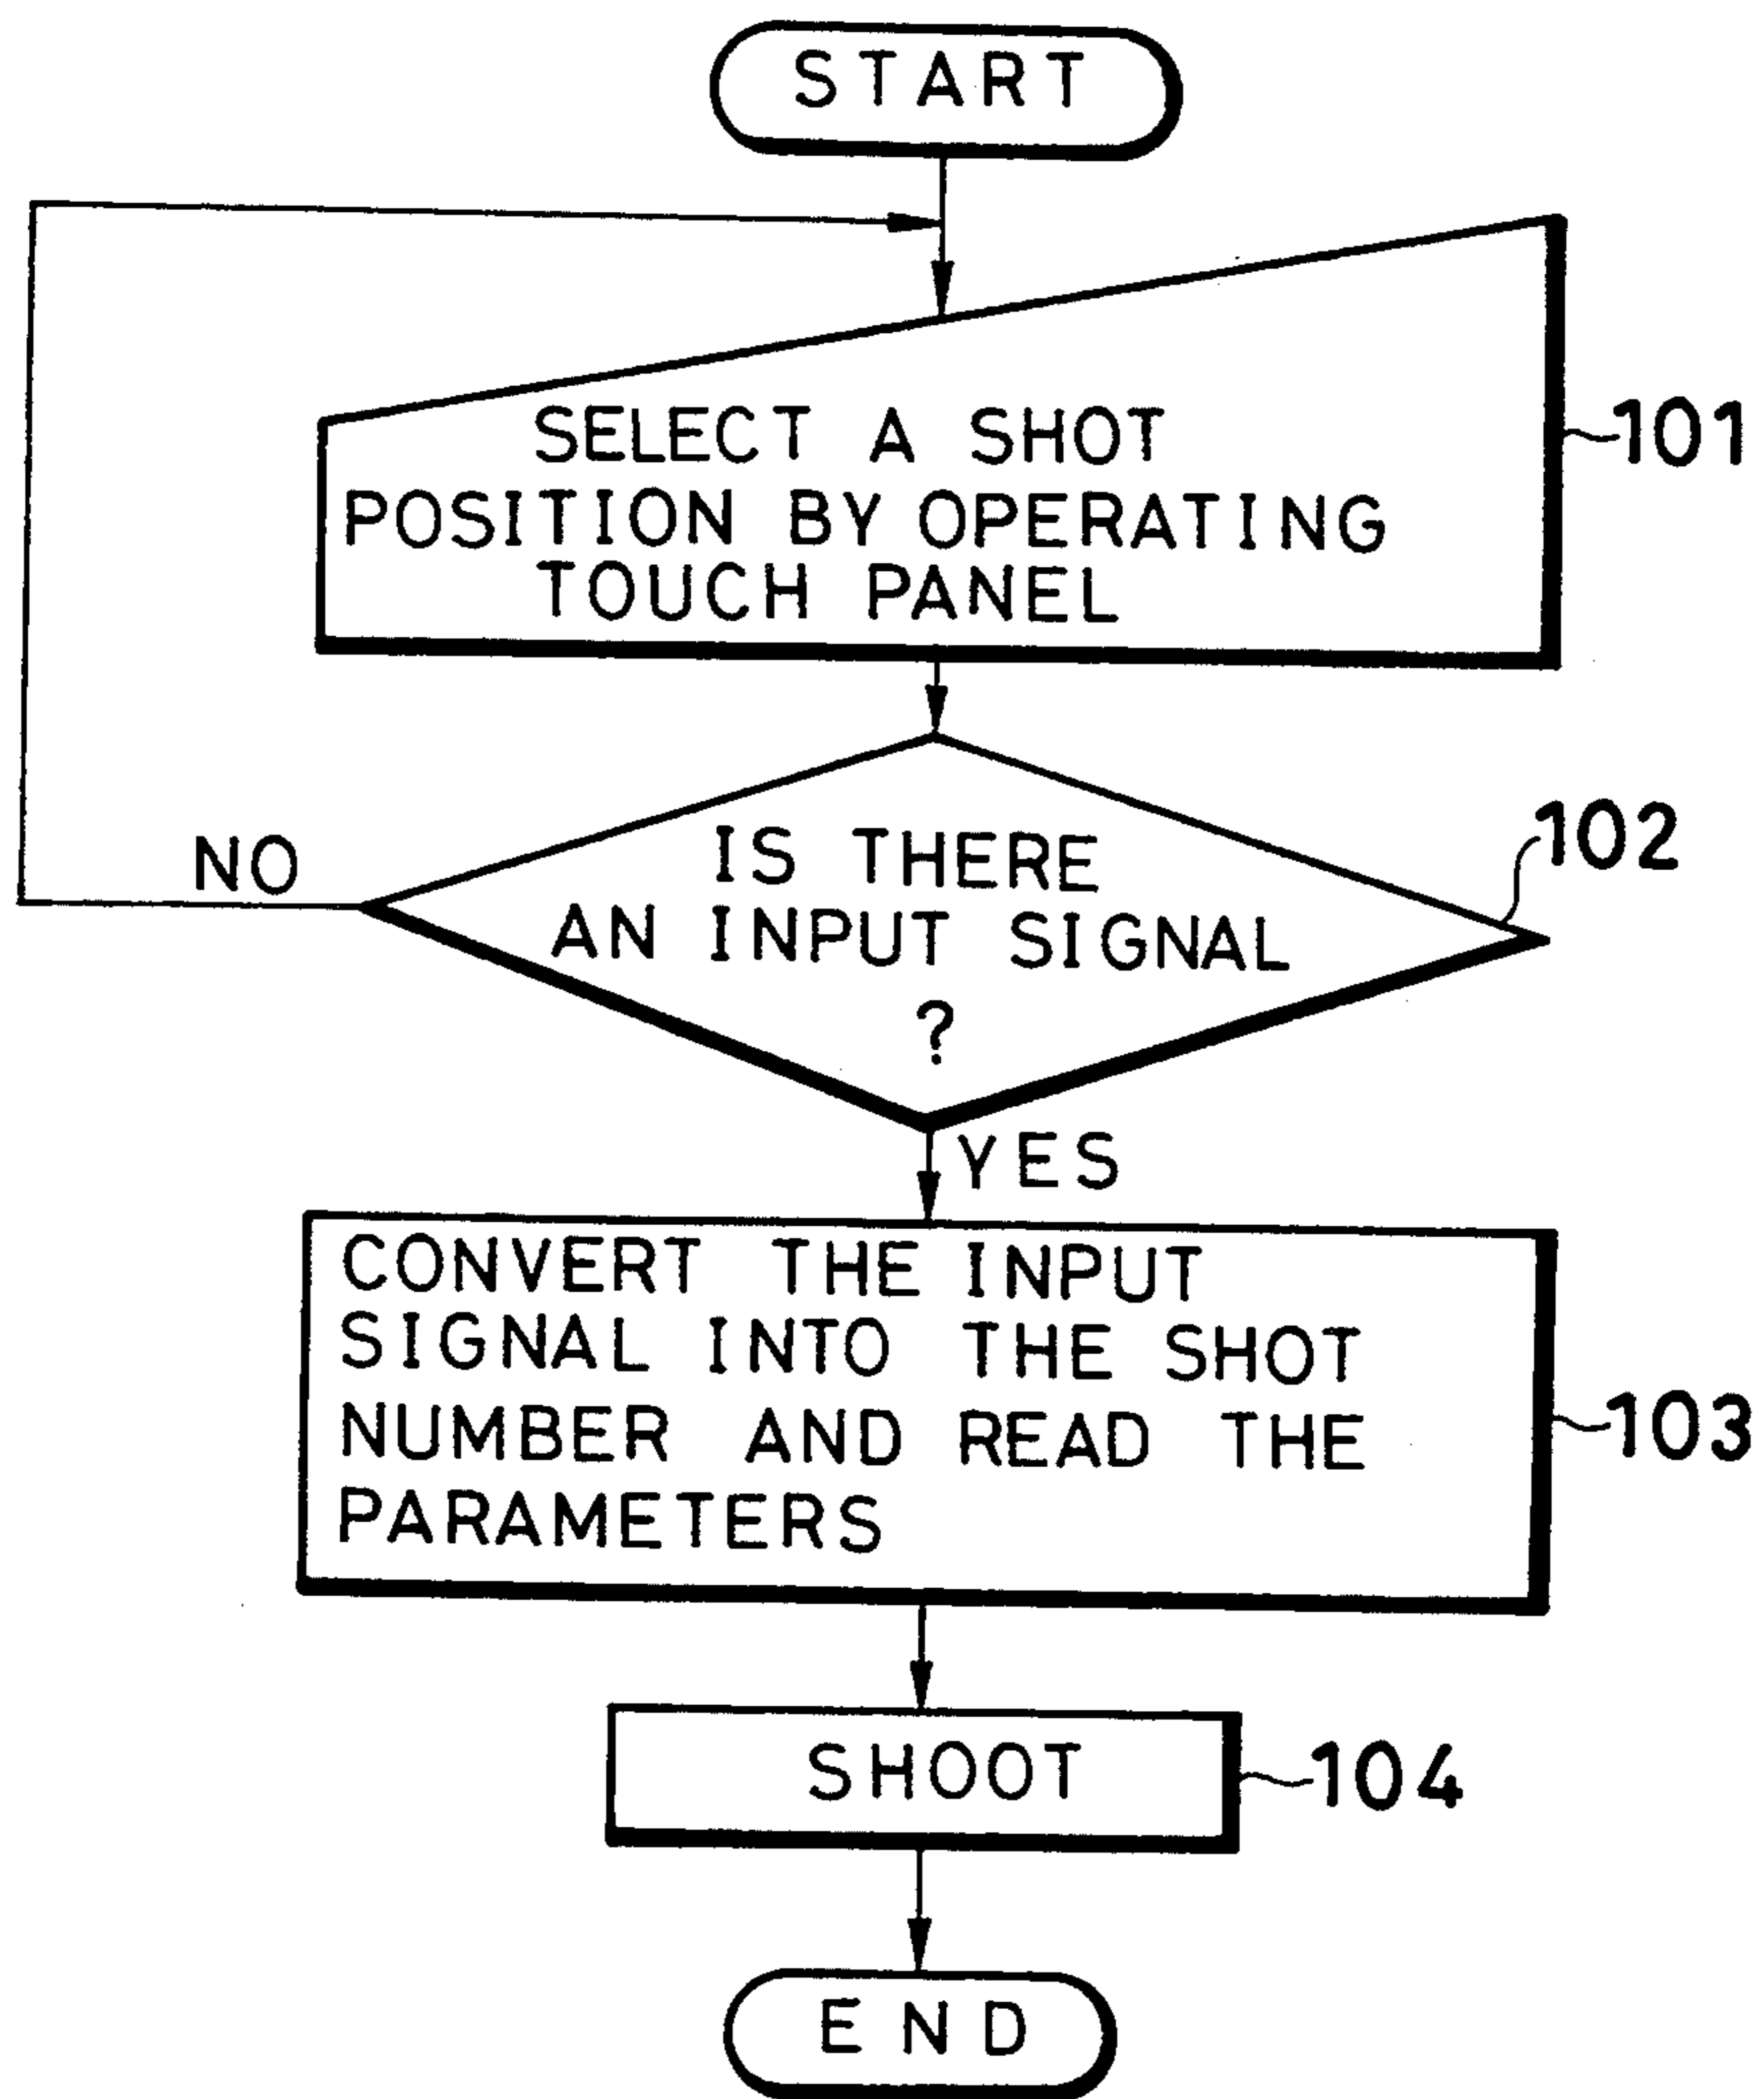 START
SELECT A SHOT
POSITION BY OPERATING
TOUCH PANEL
101
IS THERE
AN INPUT SIGNAL
?
102
NO
YES
CONVERT THE INPUT
SIGNAL INTO THE SHOT
NUMBER AND READ THE
PARAMETERS
103
SHOOT
104
END